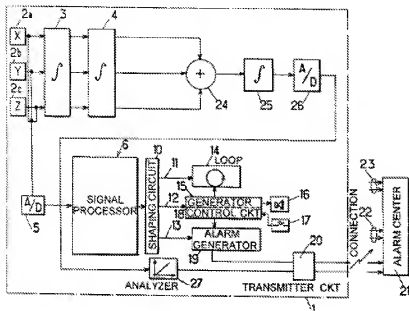 2a
X
2b
Y
2c
Z
3
∫
4
∫
+
24
∫
25
A/D
26
A/D
5
6
SIGNAL PROCESSOR
10
SHAPING CIRCUIT
11
12
13
14
LOOP
15
GENERATOR
18
CONTROL CKT
16
17
ALARM GENERATOR
19
ANALYZER
27
20
TRANSMITTER CKT
1
CONNECTION
22
23
ALARM CENTER
21